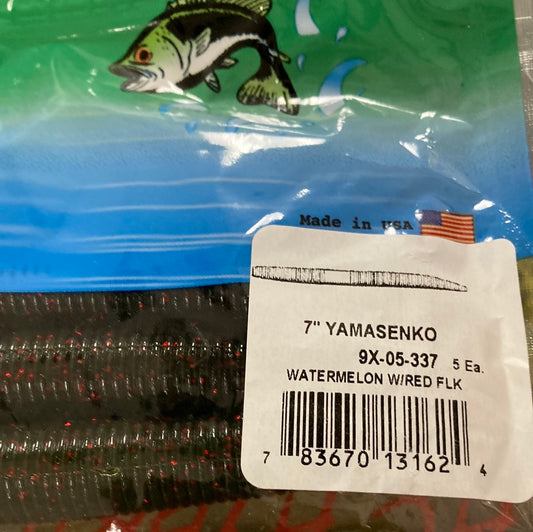 Made in USA
7" YAMASENKO
9X-05-337 5 Ea.
WATERMELON W/RED FLK
7 83670 13162 4